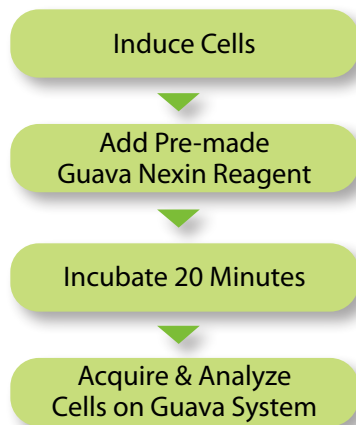 Induce Cells
Add Pre-made
Guava Nexin Reagent
Incubate 20 Minutes
Acquire & Analyze
Cells on Guava System